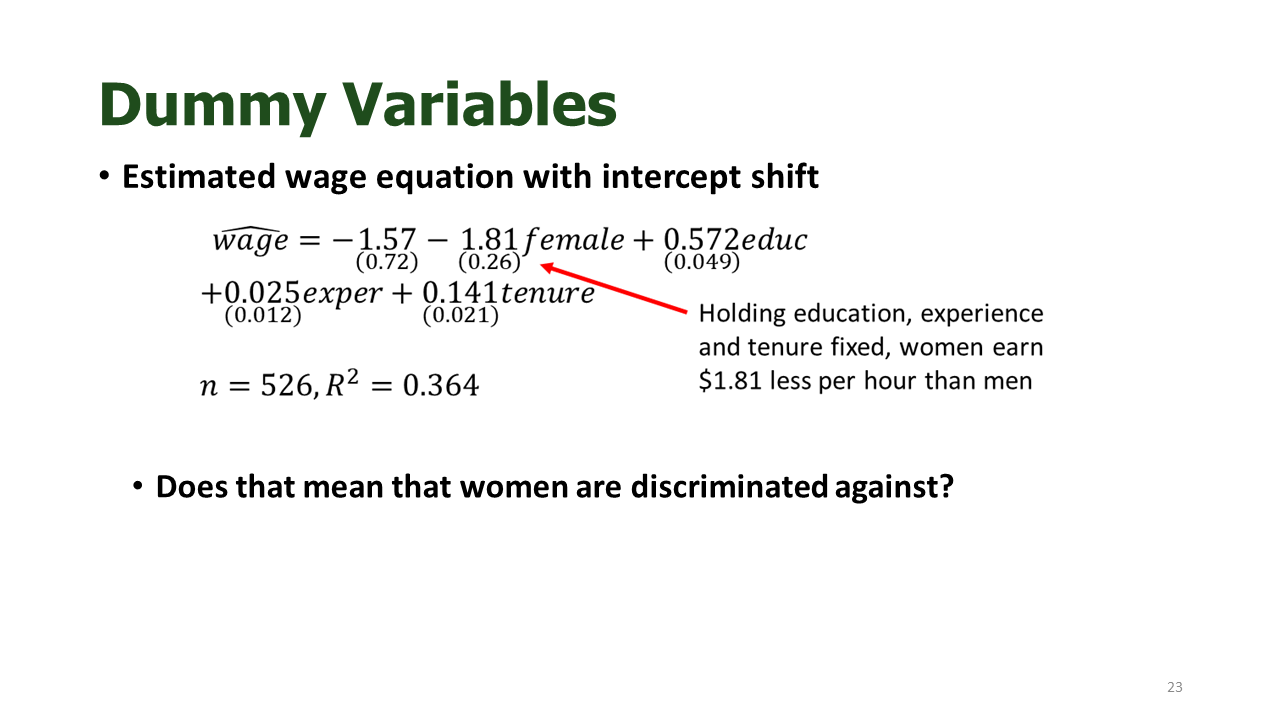 Dummy Variables
• Estimated wage equation with intercept shift
$\widehat{wage} = -\underset{(0.72)}{1.57} - \underset{(0.26)}{1.81}female + \underset{(0.049)}{0.572}educ$
$+\underset{(0.012)}{0.025}exper + \underset{(0.021)}{0.141}tenure$
Holding education, experience
and tenure fixed, women earn
$1.81 less per hour than men
$n = 526, R^2 = 0.364$
• Does that mean that women are discriminated against?
23